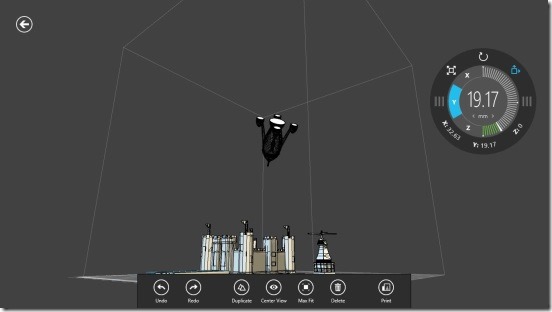 X
Y
Z
19.17
< mm >
X: 32.63
Y: 19.17
Z: 0
Undo Redo Duplicate Center View Max Fit Delete Print